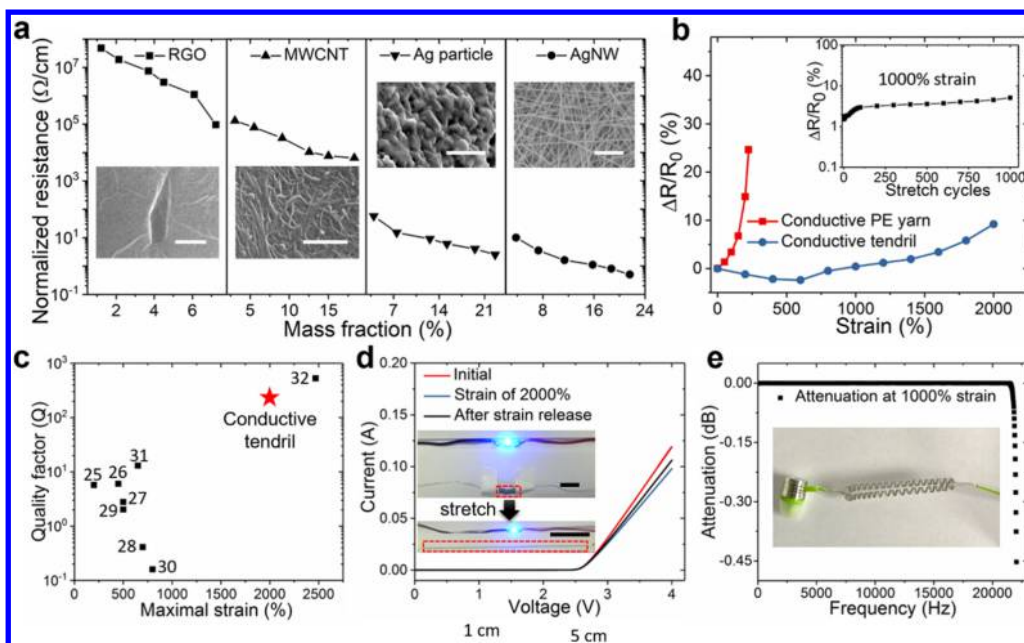 a
RGO
MWCNT
Ag particle
AgNW
Normalized resistance (Ω/cm)
10^7
10^5
10^3
10^1
10^-1
2 4 6
5 10 15
7 14 21
8 16 24
Mass fraction (%)
b
ΔR/R_0 (%)
40
30
20
10
0
0 500 1000 1500 2000
Strain (%)
Conductive PE yarn
Conductive tendril
1000% strain
ΔR/R_0 (%)
10
1
0.1
0 250 500 750 1000
Stretch cycles
c
Quality factor (Q)
10^3
10^2
10^1
10^0
10^-1
0 500 1000 1500 2000 2500
Maximal strain (%)
32
Conductive
tendril
31
25
26
27
29
28
30
d
Current (A)
0.20
0.15
0.10
0.05
0.00
0 1 2 3 4
Voltage (V)
Initial
Strain of 2000%
After strain release
stretch
1 cm
5 cm
e
Attenuation (dB)
0.00
-0.15
-0.30
-0.45
0 5000 10000 15000 20000
Frequency (Hz)
Attenuation at 1000% strain